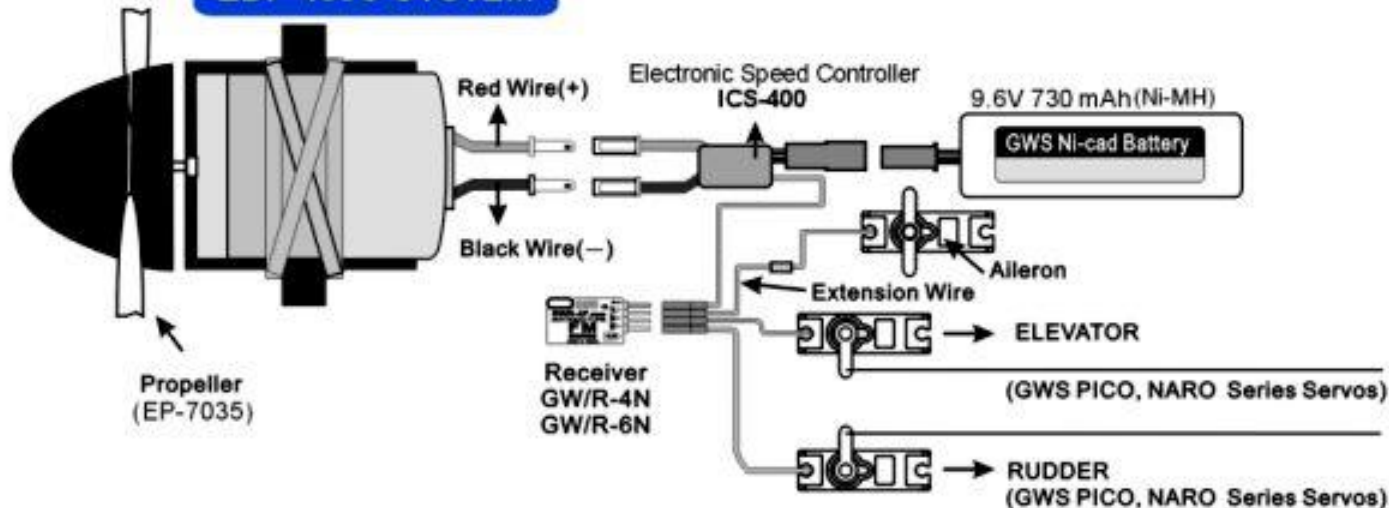 Red Wire(+)
Electronic Speed Controller
ICS-400
9.6V 730 mAh(Ni-MH)
GWS Ni-cad Battery
Black Wire(—)
Aileron
Extension Wire
ELEVATOR
(GWS PICO, NARO Series Servos)
Receiver
GW/R-4N
GW/R-6N
FM
Propeller
(EP-7035)
RUDDER
(GWS PICO, NARO Series Servos)